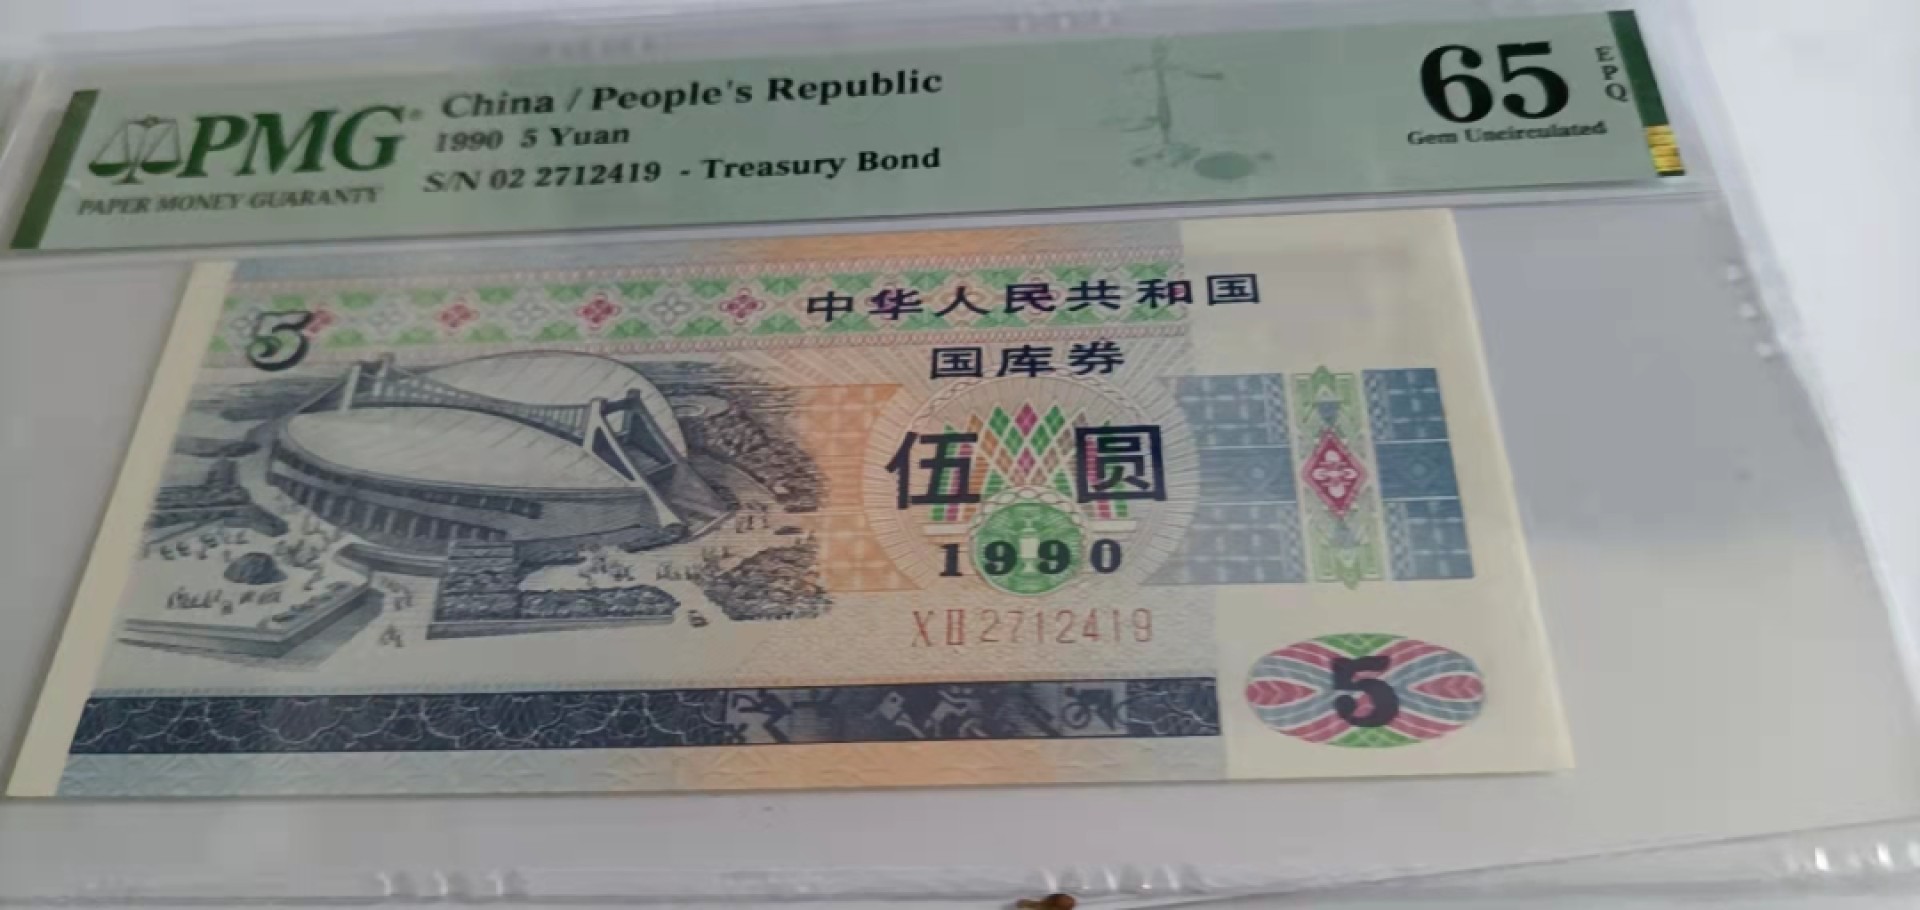 PMG
PAPER MONEY GUARANTY
China / People's Republic
1990 5 Yuan
S/N 02 2712419 - Treasury Bond
65
EPQ
Gem Uncirculated
5
中华人民共和国
国库券
伍圆
1990
XⅡ2712419
5